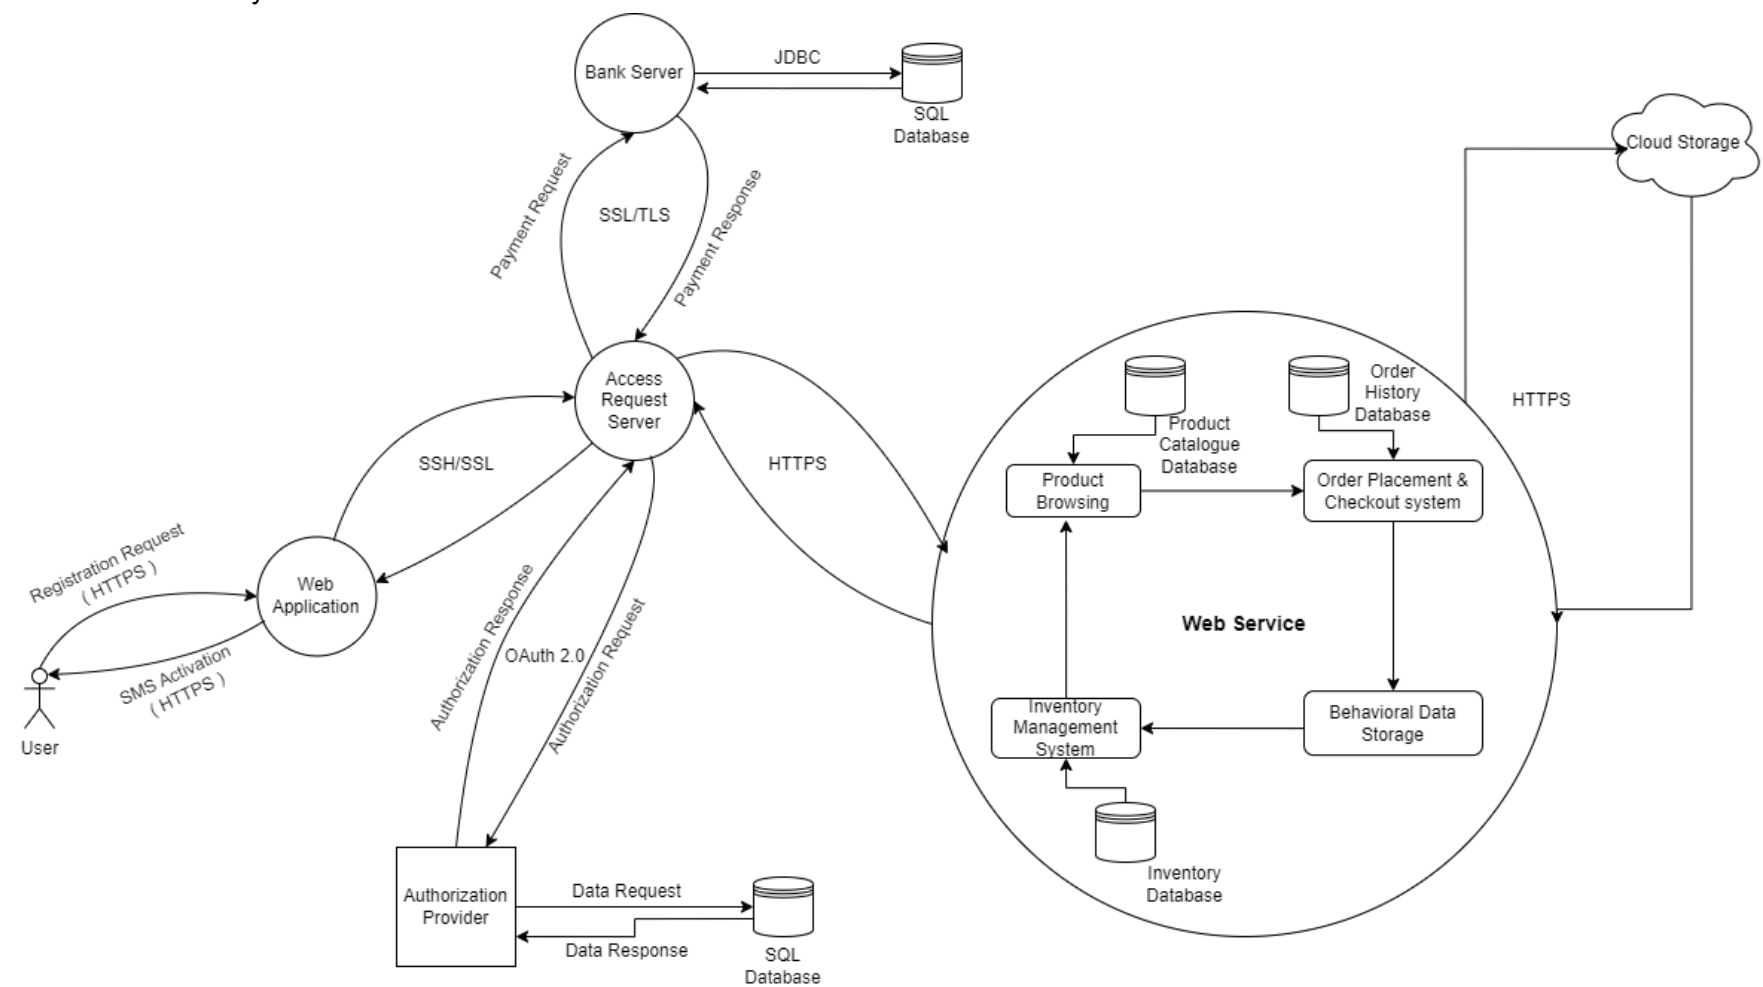 Bank Server
JDBC
SQL
Database
Cloud Storage
Payment Request
SSL/TLS
Payment Response
Access
Request
Server
SSH/SSL
HTTPS
HTTPS
Order
History
Database
Product
Catalogue
Database
Product
Browsing
Order Placement &
Checkout system
Web Service
Inventory
Management
System
Behavioral Data
Storage
Inventory
Database
Registration Request
( HTTPS )
Web
Application
SMS Activation
( HTTPS )
User
Authorization Response
OAuth 2.0
Authorization Request
Authorization
Provider
Data Request
Data Response
SQL
Database